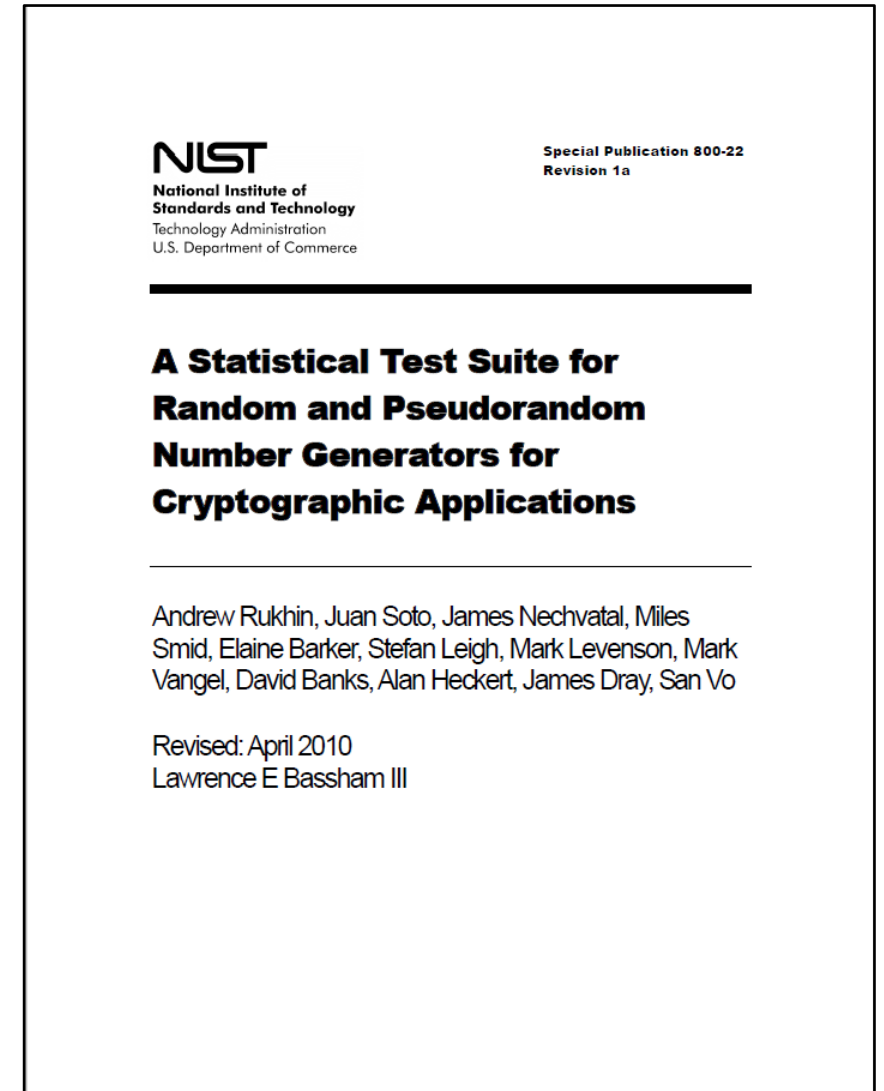 NIST
National Institute of
Standards and Technology
Technology Administration
U.S. Department of Commerce
Special Publication 800-22
Revision 1a
A Statistical Test Suite for
Random and Pseudorandom
Number Generators for
Cryptographic Applications
Andrew Rukhin, Juan Soto, James Nechvatal, Miles
Smid, Elaine Barker, Stefan Leigh, Mark Levenson, Mark
Vangel, David Banks, Alan Heckert, James Dray, San Vo
Revised: April 2010
Lawrence E Bassham III